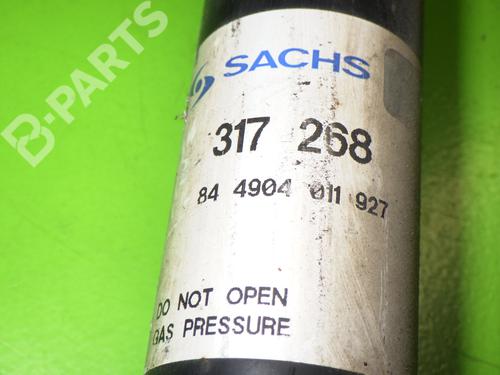 B-PARTS
SACHS
317 268
84 4904 011 927
DO NOT OPEN
GAS PRESSURE